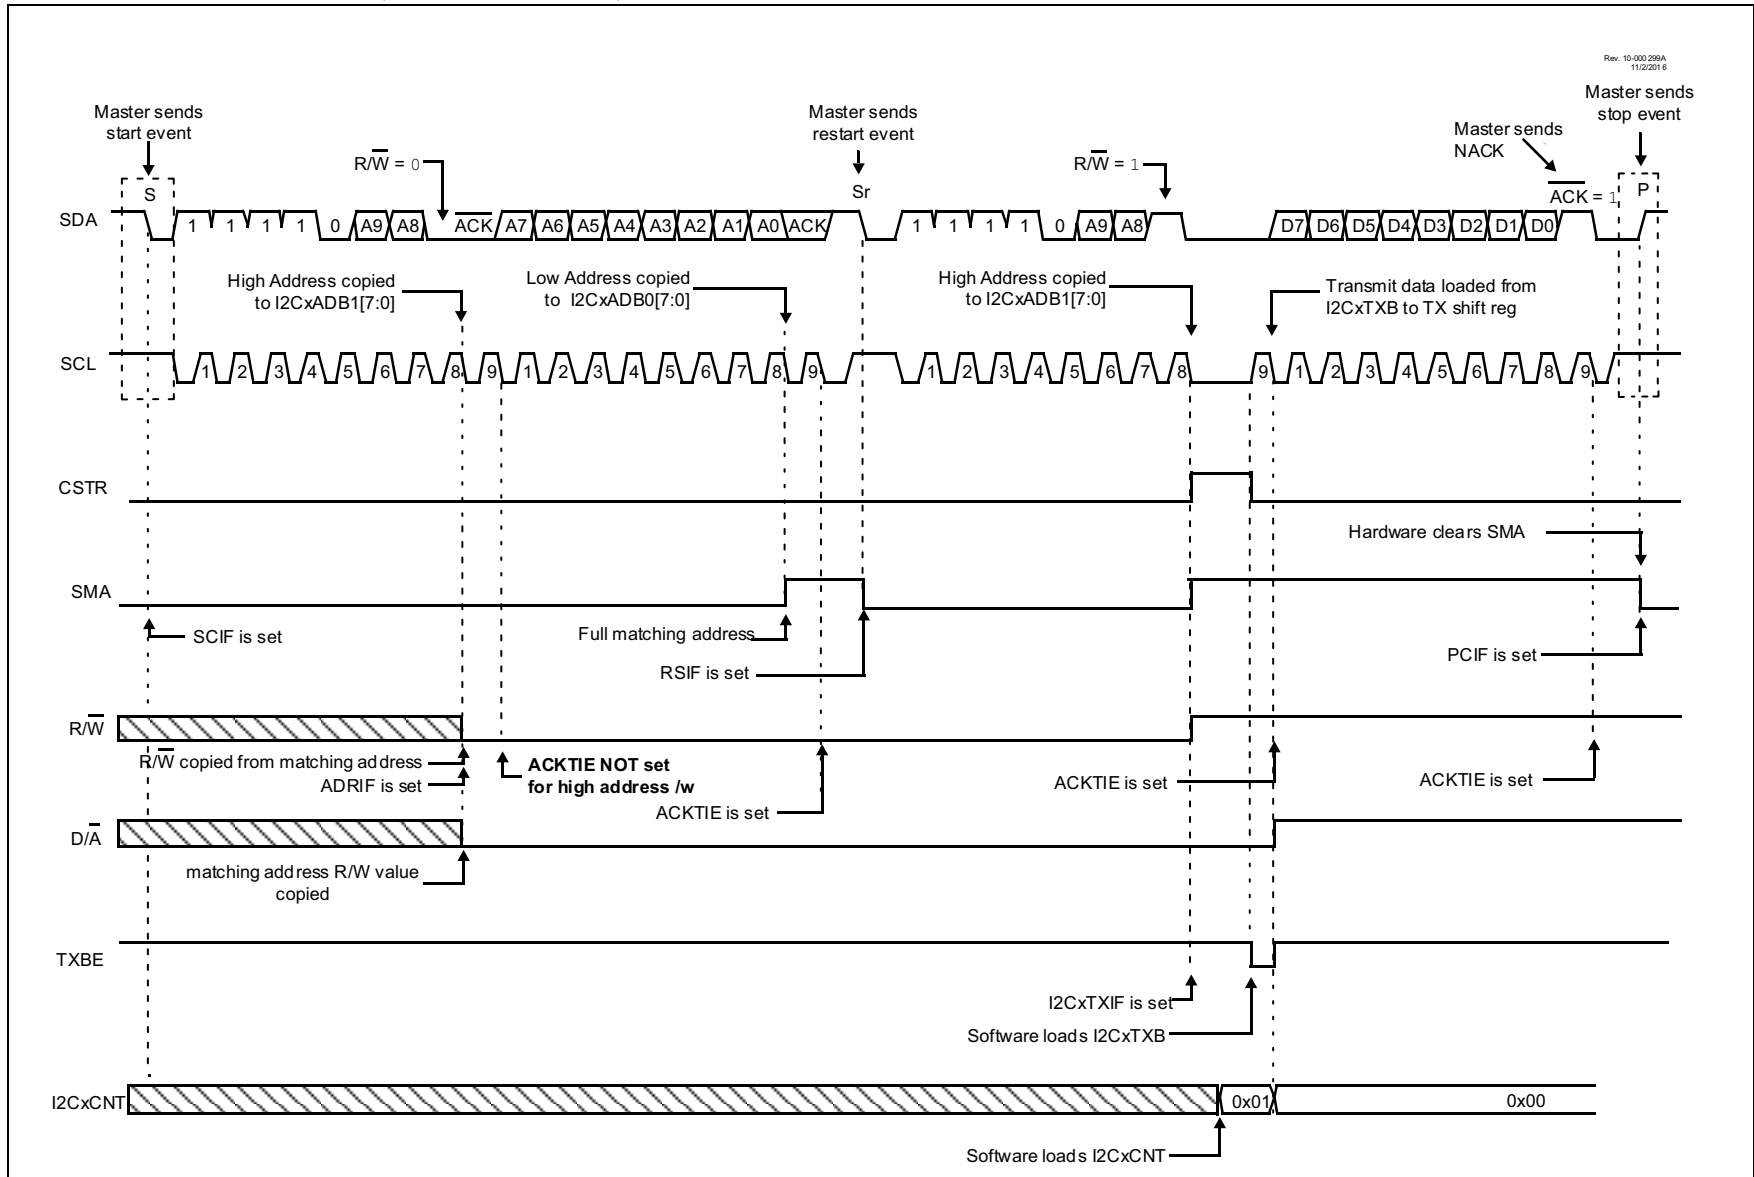 Rev. 10-000 299A
11/2/2016
Master sends
start event
Master sends
restart event
Master sends
stop event
Master sends
NACK
R/W = 0
R/W = 1
ACK = 1
S
Sr
P
SDA
1 1 1 1 0 A9 A8 ACK A7 A6 A5 A4 A3 A2 A1 A0 ACK 1 1 1 1 0 A9 A8 D7 D6 D5 D4 D3 D2 D1 D0
High Address copied
to I2CxADB1[7:0]
Low Address copied
to I2CxADB0[7:0]
High Address copied
to I2CxADB1[7:0]
Transmit data loaded from
I2CxTXB to TX shift reg
SCL
1 2 3 4 5 6 7 8 9 1 2 3 4 5 6 7 8 9 1 2 3 4 5 6 7 8 9 1 2 3 4 5 6 7 8 9
CSTR
Hardware clears SMA
SMA
SCIF is set
Full matching address
RSIF is set
PCIF is set
R/W
R/W copied from matching address
ADRIF is set
ACKTIE NOT set
for high address /w
ACKTIE is set
ACKTIE is set
ACKTIE is set
D/A
matching address R/W value
copied
TXBE
I2CxTXIF is set
Software loads I2CxTXB
I2CxCNT
0x01
0x00
Software loads I2CxCNT